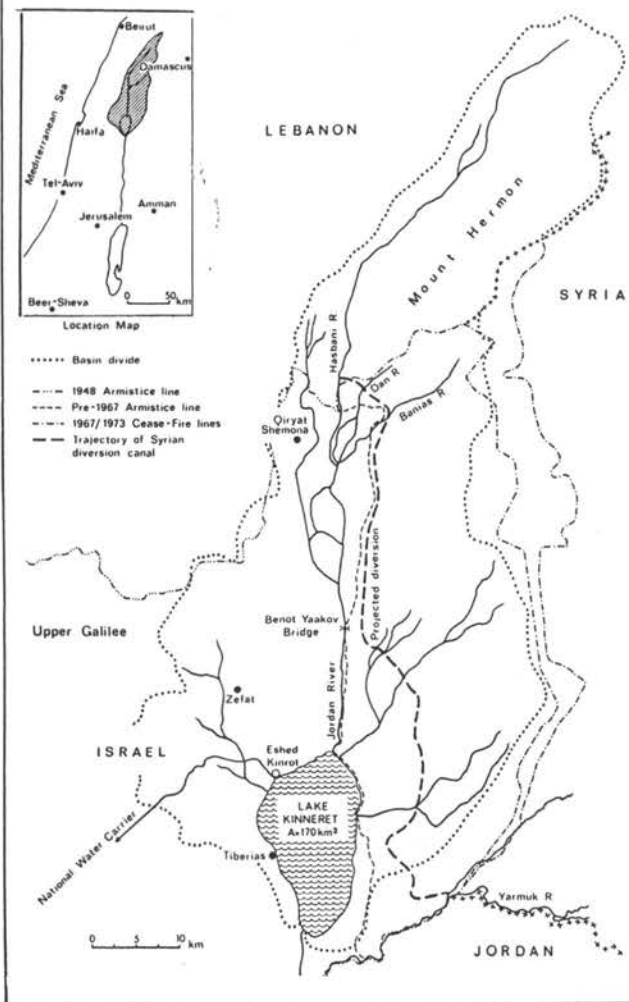 Beirut
Damascus
Mediterranean Sea
Haifa
Tel-Aviv
Amman
Jerusalem
0 50
km
Beer-Sheva
Location Map
Basin divide
1948 Armistice line
Pre-1967 Armistice line
1967/1973 Cease-Fire lines
Trajectory of Syrian
diversion canal
LEBANON
Mount Hermon
SYRIA
Hasbani R
Dan R
Banias R
Qiryat
Shemona
Projected diversion
Benot Yaakov
Bridge
Upper Galilee
Jordan River
Zefat
ISRAEL
Eshed
Kinrot
LAKE
KINNERET
A=170km²
National Water Carrier
Tiberias
Yarmuk R
0 5 10
km
JORDAN